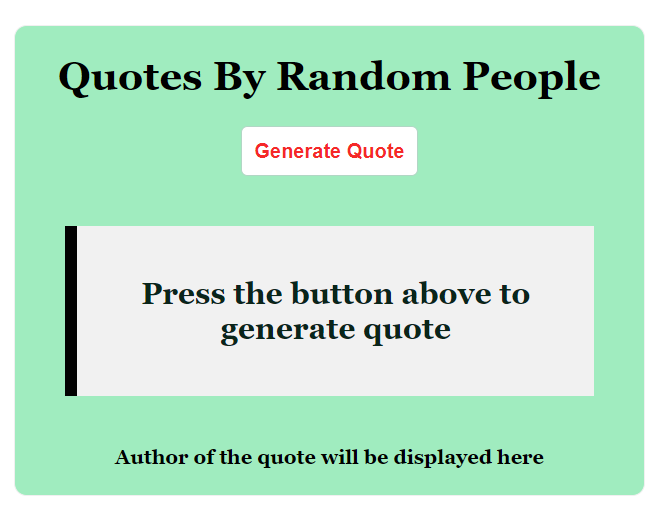 Quotes By Random People
Generate Quote
Press the button above to
generate quote
Author of the quote will be displayed here